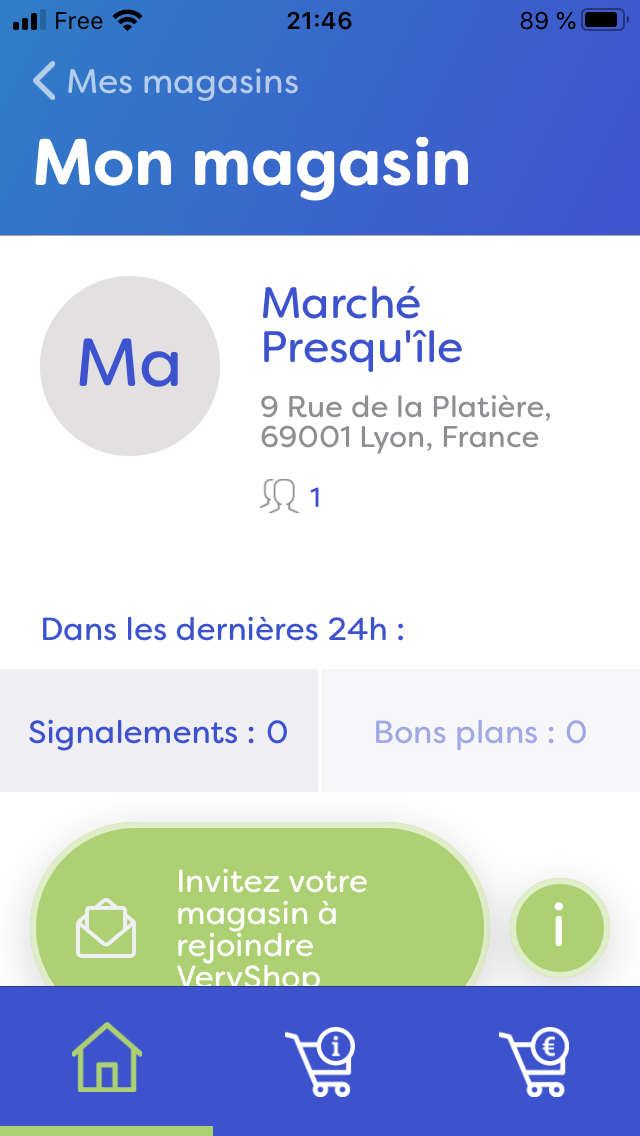 Free 21:46 89 %
Mes magasins
Mon magasin
Ma
Marché
Presqu'île
9 Rue de la Platière,
69001 Lyon, France
1
Dans les dernières 24h :
Signalements : 0
Bons plans : 0
Invitez votre
magasin à
rejoindre
VeryShop
i
i
€